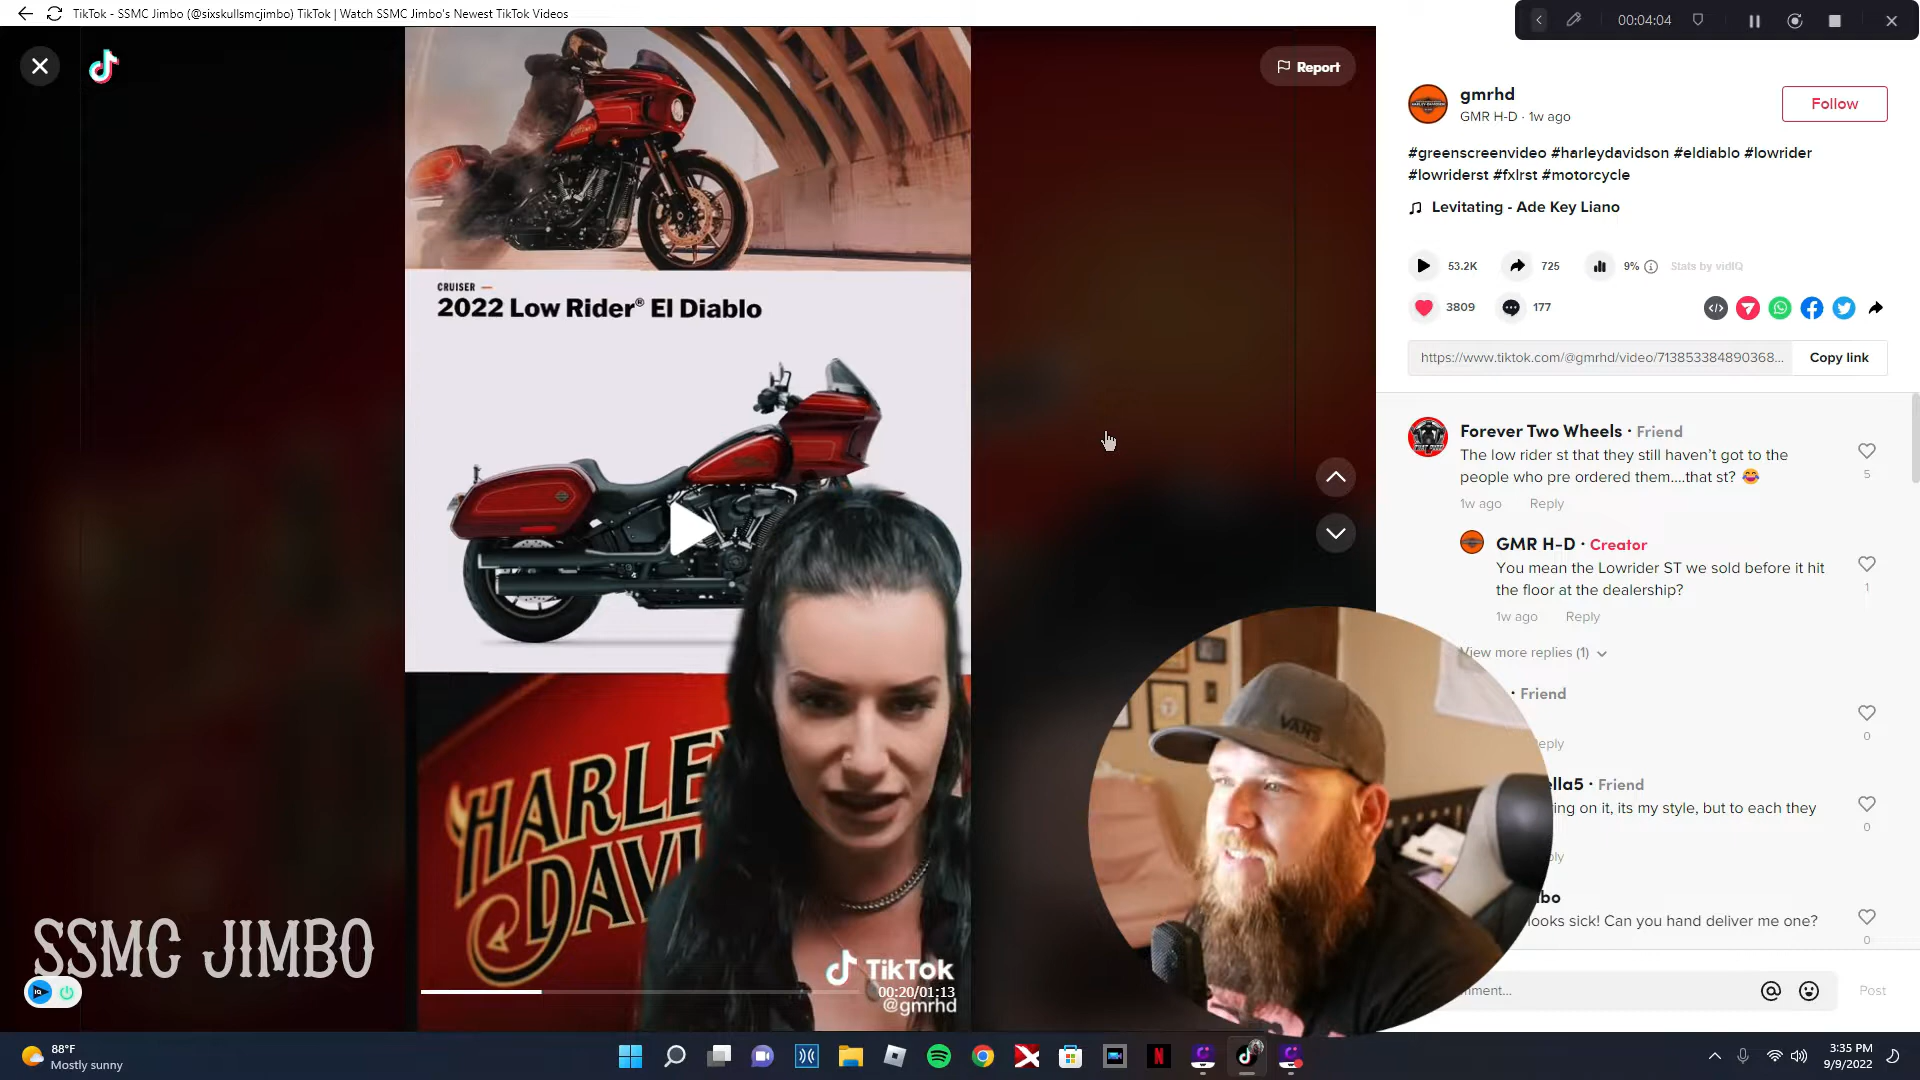 TikTok - SSMC Jimbo (@sixskullsmcjimbo) TikTok | Watch SSMC Jimbo's Newest TikTok Videos
00:04:04
Report
CRUISER
2022 Low Rider® El Diablo
HARLE
DAVI
TikTok
00:20/01:13
@gmrhd
SSMC JIMBO
gmrhd
GMR H-D · 1w ago
Follow
#greenscreenvideo #harleydavidson #eldiablo #lowrider
#lowriderst #fxlrst #motorcycle
Levitating - Ade Key Liano
53.2K
725
9%
Stats by vidIQ
3809
177
https://www.tiktok.com/@gmrhd/video/713853384890368...
Copy link
Forever Two Wheels · Friend
The low rider st that they still haven't got to the
people who pre ordered them....that st? 😂
5
1w ago Reply
GMR H-D · Creator
You mean the Lowrider ST we sold before it hit
the floor at the dealership?
1
1w ago Reply
View more replies (1)
· Friend
0
eply
ella5 · Friend
ing on it, its my style, but to each they
0
ply
bo
looks sick! Can you hand deliver me one?
0
ment...
Post
VANS
88°F
Mostly sunny
3:35 PM
9/9/2022